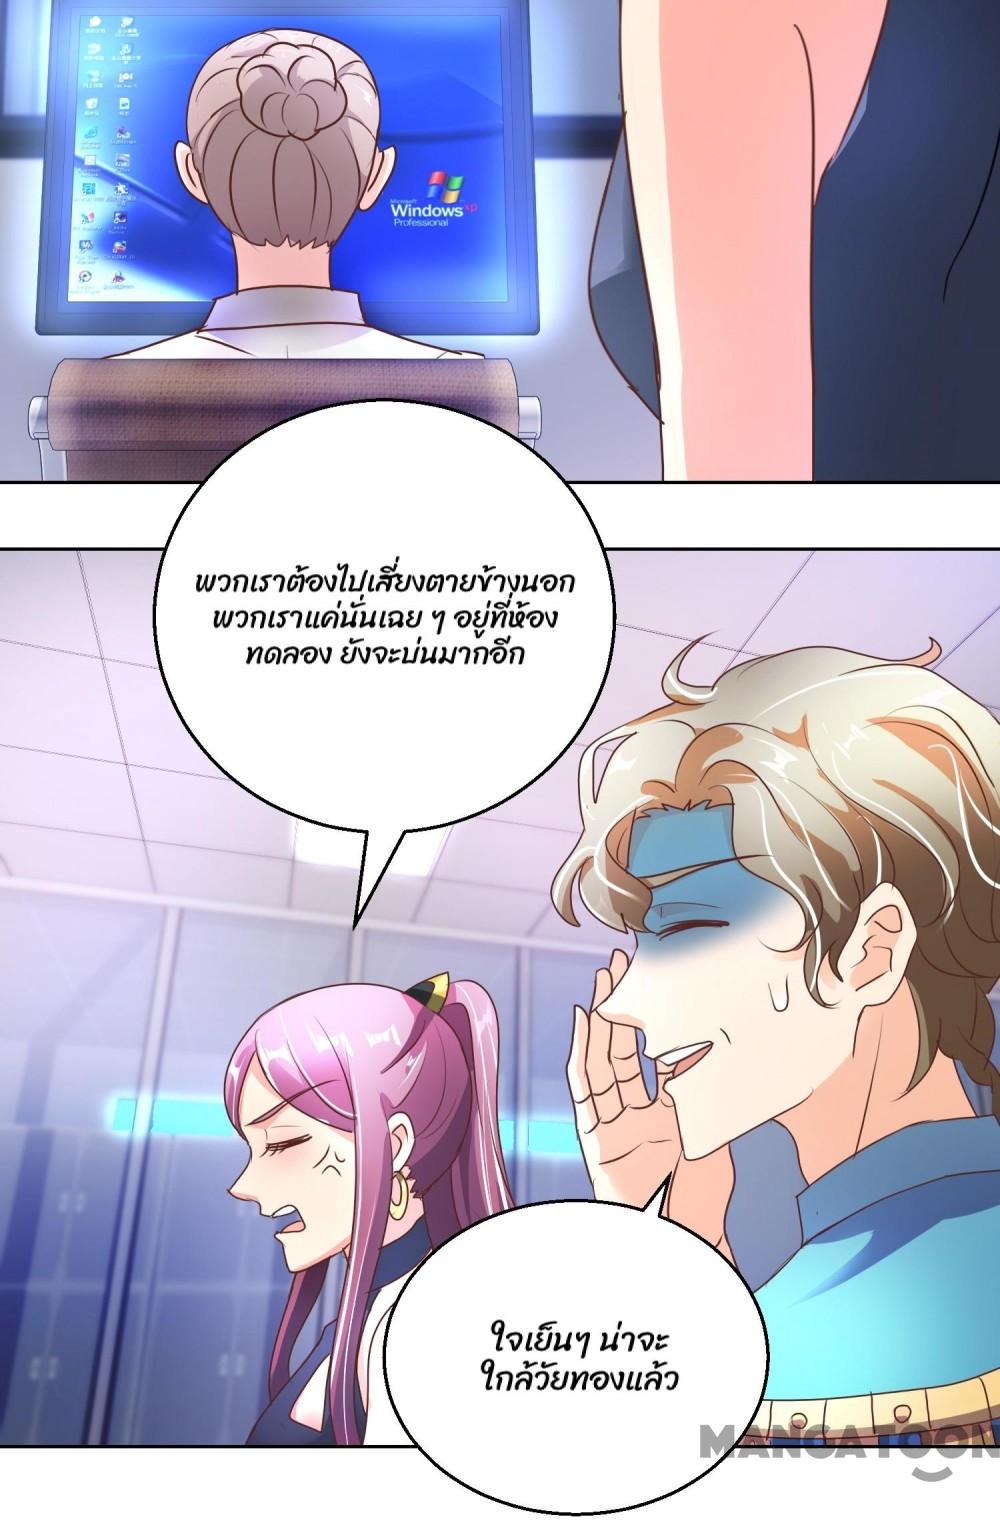 Microsoft
Windows xp
Professional
พวกเราต้องไปเสี่ยงตายข้างนอก
พวกเราแค่นั่นเฉย ๆ อยู่ที่ห้อง
ทดลอง ยังจะบ่นมากอีก
ใจเย็นๆ น่าจะ
ใกล้วัยทองแล้ว
MANGATOON